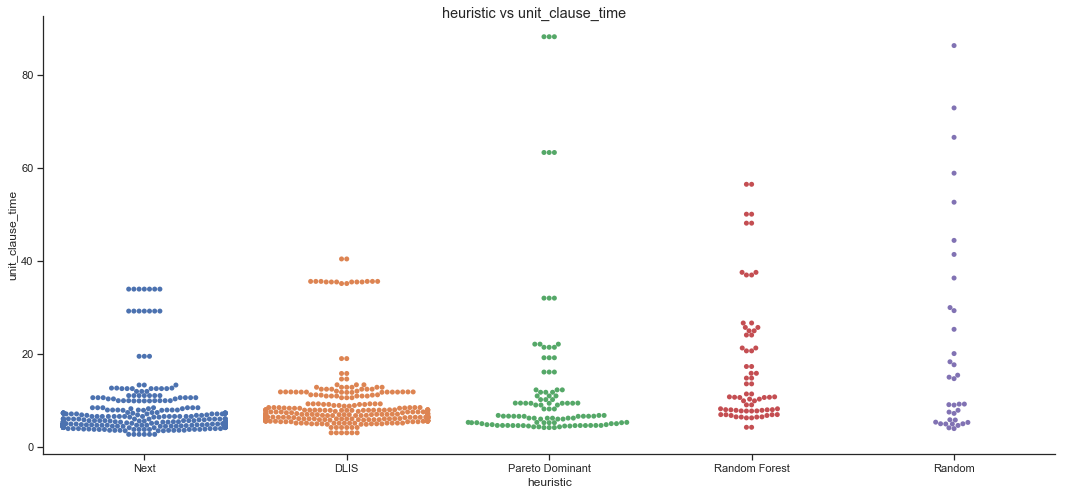 heuristic vs unit_clause_time
unit_clause_time
80
60
40
20
0
Next
DLIS
Pareto Dominant
Random Forest
Random
heuristic